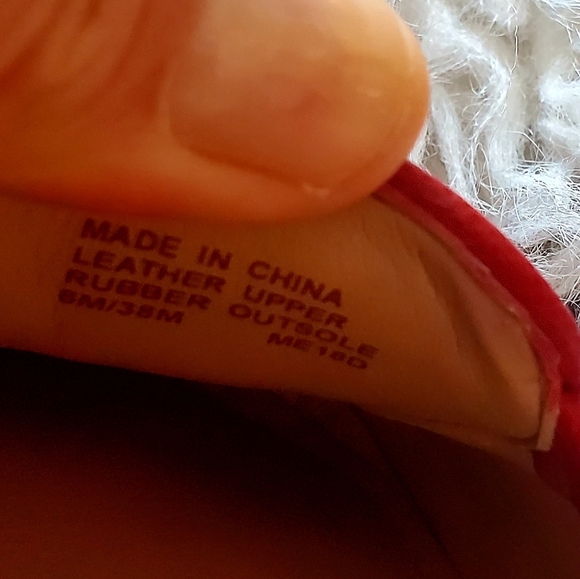 MADE IN CHINA
LEATHER UPPER
RUBBER OUTSOLE
6M/36M ME16D